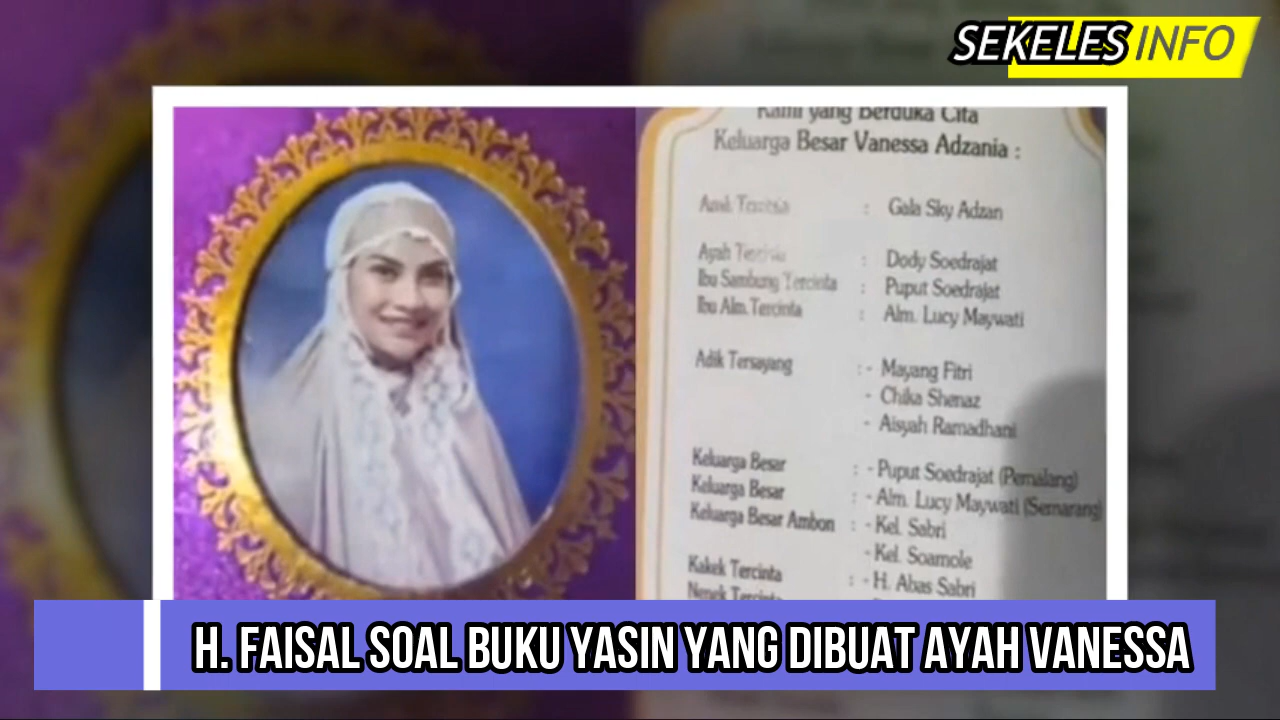 SEKELES INFO
Kami yang Berduka Cita
Keluarga Besar Vanessa Adzania :
Anak Tercinta : Gala Sky Adzan
Ayah Tercinta : Dody Soedrajat
Ibu Sambung Tercinta : Puput Soedrajat
Ibu Alm. Tercinta : Alm. Lucy Maywati
Adik Tersayang : - Mayang Fitri
- Chika Shenaz
- Aisyah Ramadhani
Keluarga Besar : - Puput Soedrajat (Pemalang)
Keluarga Besar : - Alm. Lucy Maywati (Semarang)
Keluarga Besar Ambon : - Kel. Sabri
- Kel. Soamole
Kakek Tercinta : - H. Abas Sabri
Nenek Tercinta
H. FAISAL SOAL BUKU YASIN YANG DIBUAT AYAH VANESSA